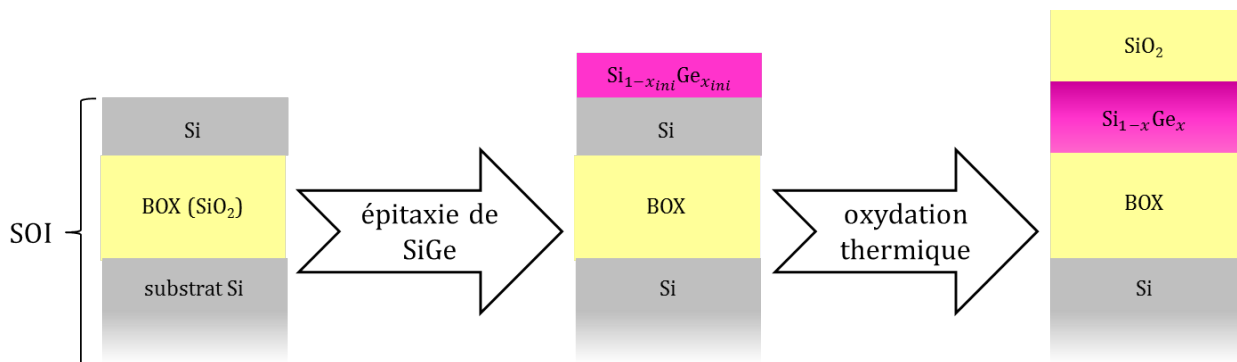 SOI
Si
BOX (SiO₂)
substrat Si
épitaxie de
SiGe
Si₁₋ₓᵢₙᵢGeₓᵢₙᵢ
Si
BOX
Si
oxydation
thermique
SiO₂
Si₁₋ₓGeₓ
BOX
Si